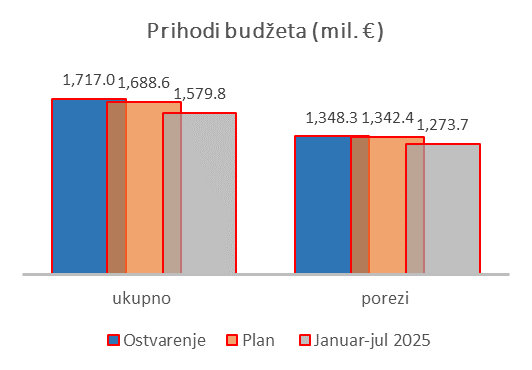 Prihodi budžeta (mil. €)
1,717.0 1,688.6 1,579.8
1,348.3 1,342.4 1,273.7
ukupno porezi
Ostvarenje Plan Januar-jul 2025